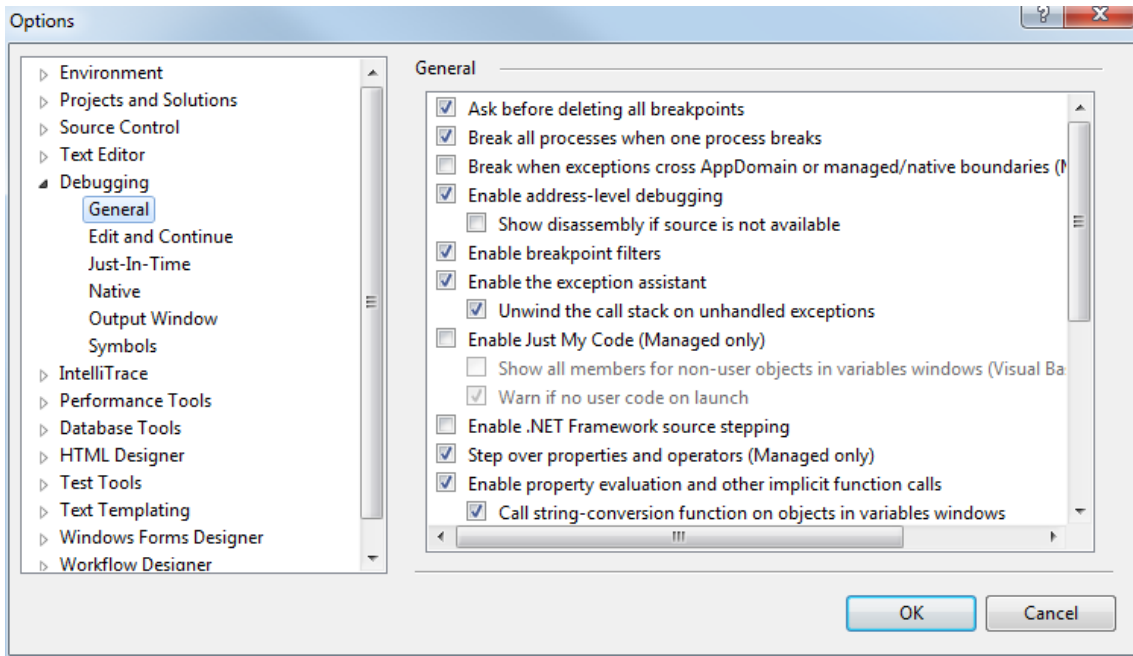 Options
Environment
Projects and Solutions
Source Control
Text Editor
Debugging
General
Edit and Continue
Just-In-Time
Native
Output Window
Symbols
IntelliTrace
Performance Tools
Database Tools
HTML Designer
Test Tools
Text Templating
Windows Forms Designer
Workflow Designer
General
Ask before deleting all breakpoints
Break all processes when one process breaks
Break when exceptions cross AppDomain or managed/native boundaries (
Enable address-level debugging
Show disassembly if source is not available
Enable breakpoint filters
Enable the exception assistant
Unwind the call stack on unhandled exceptions
Enable Just My Code (Managed only)
Show all members for non-user objects in variables windows (Visual Ba
Warn if no user code on launch
Enable .NET Framework source stepping
Step over properties and operators (Managed only)
Enable property evaluation and other implicit function calls
Call string-conversion function on objects in variables windows
OK
Cancel